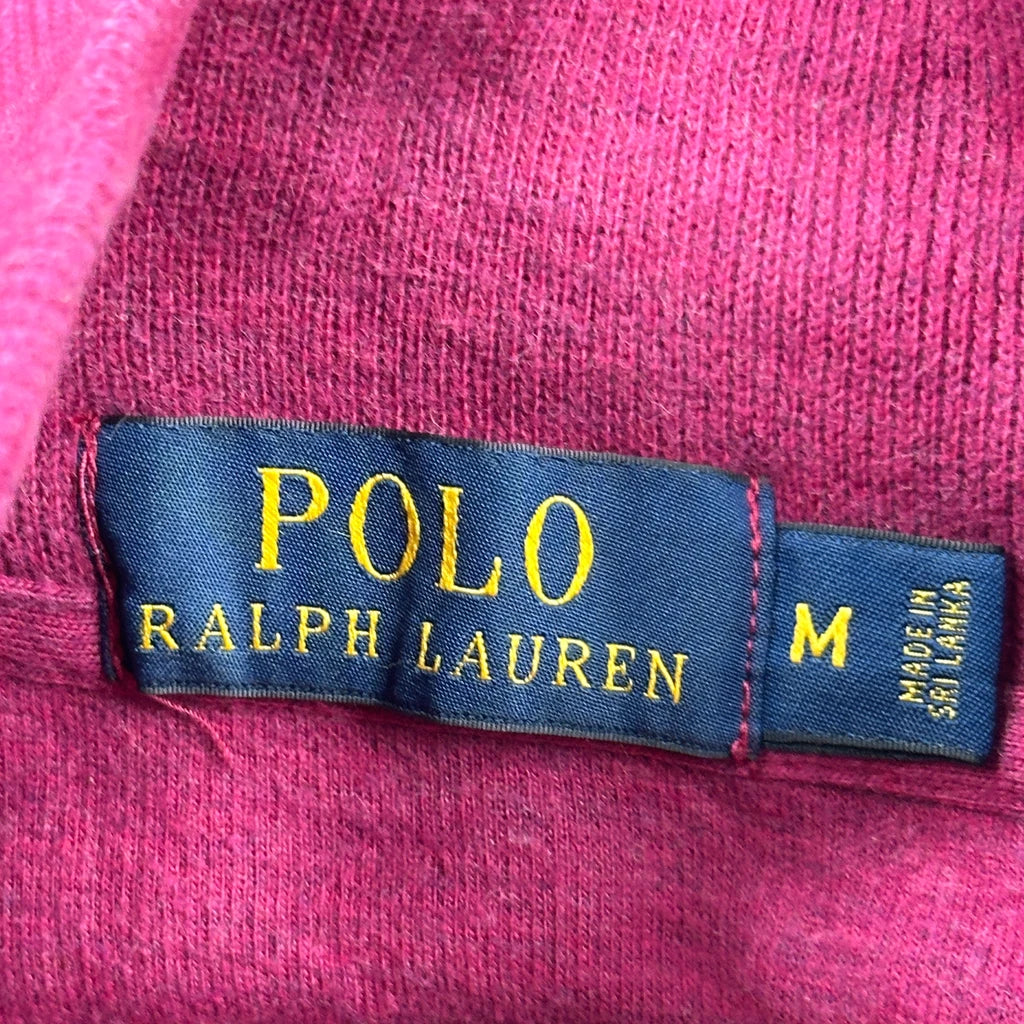 POLO
RALPH LAUREN
M
MADE IN
SRI LANKA